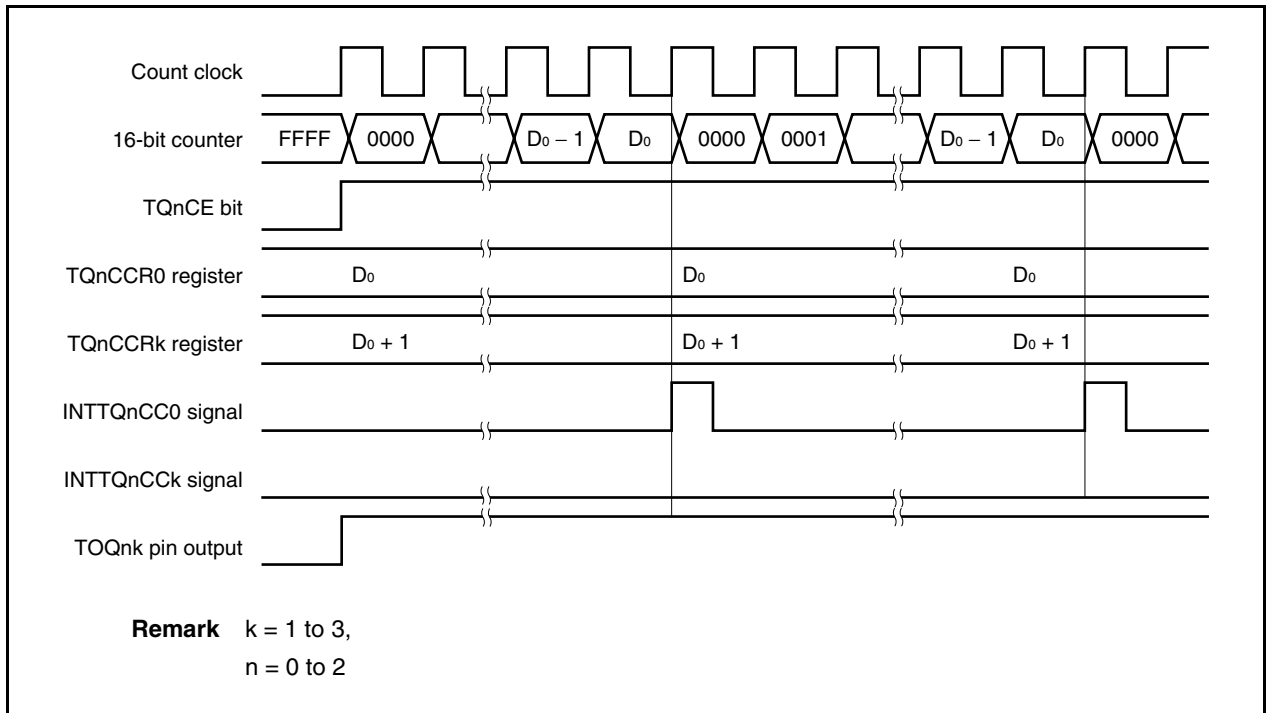 Count clock
16-bit counter FFFF 0000 D₀ − 1 D₀ 0000 0001 D₀ − 1 D₀ 0000
TQnCE bit
TQnCCR0 register D₀ D₀ D₀
TQnCCRk register D₀ + 1 D₀ + 1 D₀ + 1
INTTQnCC0 signal
INTTQnCCk signal
TOQnk pin output
Remark k = 1 to 3,
n = 0 to 2